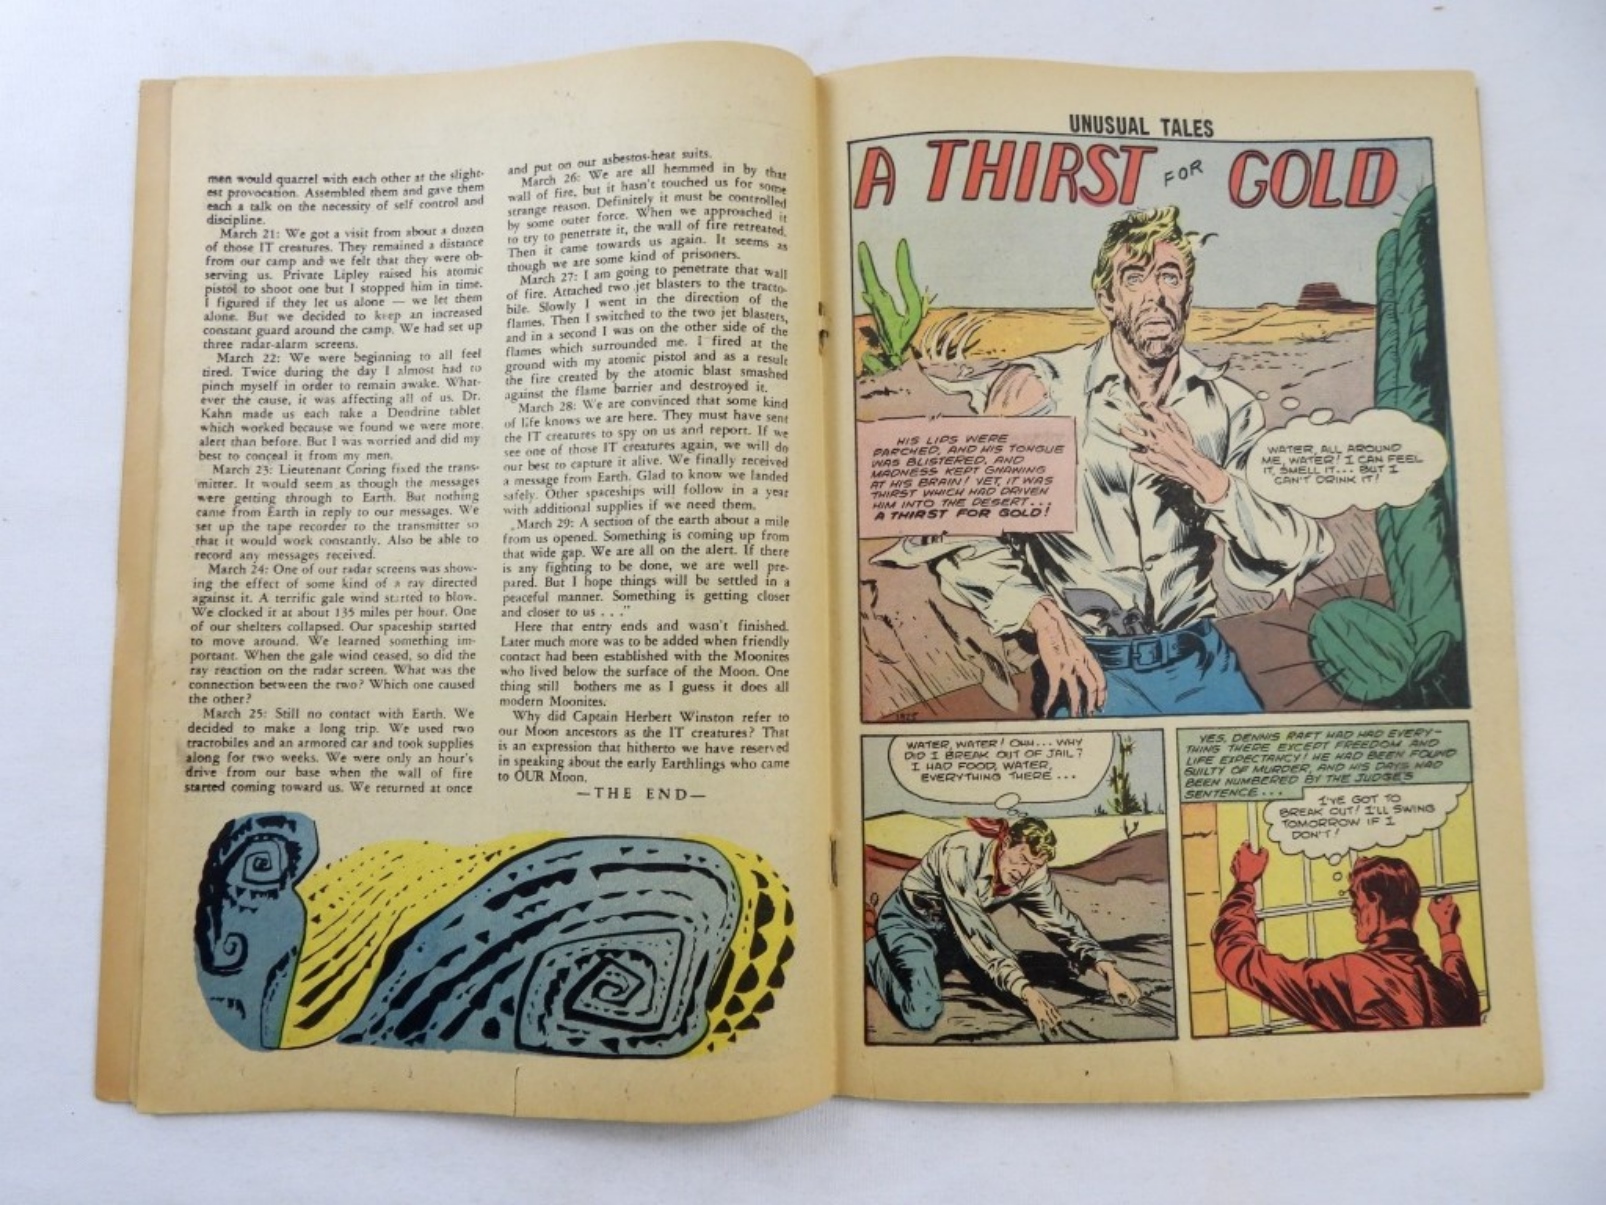 men would quarrel with each other at the slight-
est provocation. Assembled them and gave them
each a talk on the necessity of self control and
discipline.
March 21: We got a visit from about a dozen
of those IT creatures. They remained a distance
from our camp and we felt that they were ob-
serving us. Private Lipley raised his atomic
pistol to shoot one but I stopped him in time.
I figured if they let us alone — we let them
alone. But we decided to keep an increased
constant guard around the camp. We had set up
three radar-alarm screens.
March 22: We were beginning to all feel
tired. Twice during the day I almost had to
pinch myself in order to remain awake. What-
ever the cause, it was affecting all of us. Dr.
Kahn made us each take a Dendrine tablet
which worked because we found we were more
alert than before. But I was worried and did my
best to conceal it from my men.
March 23: Lieutenant Coring fixed the trans-
mitter. It would seem as though the messages
were getting through to Earth. But nothing
came from Earth in reply to our messages. We
set up the tape recorder to the transmitter so
that it would work constantly. Also be able to
record any messages received.
March 24: One of our radar screens was show-
ing the effect of some kind of a ray directed
against it. A terrific gale wind started to blow.
We clocked it at about 135 miles per hour. One
of our shelters collapsed. Our spaceship started
to move around. We learned something im-
portant. When the gale wind ceased, so did the
ray reaction on the radar screen. What was the
connection between the two? Which one caused
the other?
March 25: Still no contact with Earth. We
decided to make a long trip. We used two
tractobiles and an armored car and took supplies
along for two weeks. We were only an hour's
drive from our base when the wall of fire
started coming toward us. We returned at once
and put on our asbestos-heat suits.
March 26: We are all hemmed in by that
wall of fire, but it hasn't touched us for some
strange reason. Definitely it must be controlled
by some outer force. When we approached it
to try to penetrate it, the wall of fire retreated.
Then it came towards us again. It seems as
though we are some kind of prisoners.
March 27: I am going to penetrate that wall
of fire. Attached two jet blasters to the tracto-
bile. Slowly I went in the direction of the
flames. Then I switched to the two jet blasters,
and in a second I was on the other side of the
flames which surrounded me. I fired at the
ground with my atomic pistol and as a result
the fire created by the atomic blast smashed
against the flame barrier and destroyed it.
March 28: We are convinced that some kind
of life knows we are here. They must have sent
the IT creatures to spy on us and report. If we
see one of those IT creatures again, we will do
our best to capture it alive. We finally received
a message from Earth. Glad to know we landed
safely. Other spaceships will follow in a year
with additional supplies if we need them.
March 29: A section of the earth about a mile
from us opened. Something is coming up from
that wide gap. We are all on the alert. If there
is any fighting to be done, we are well pre-
pared. But I hope things will be settled in a
peaceful manner. Something is getting closer
and closer to us . . ."
Here that entry ends and wasn't finished.
Later much more was to be added when friendly
contact had been established with the Moonites
who lived below the surface of the Moon. One
thing still bothers me as I guess it does all
modern Moonites.
Why did Captain Herbert Winston refer to
our Moon ancestors as the IT creatures? That
is an expression that hitherto we have reserved
in speaking about the early Earthlings who came
to OUR Moon.
—THE END—
UNUSUAL TALES
A THIRST FOR GOLD
HIS LIPS WERE
PARCHED, AND HIS TONGUE
WAS BLISTERED, AND
MADNESS KEPT GNAWING
AT HIS BRAIN! YET, IT WAS
THIRST WHICH HAD DRIVEN
HIM INTO THE DESERT...
A THIRST FOR GOLD!
WATER, ALL AROUND
ME, WATER! I CAN FEEL
IT, SMELL IT... BUT I
CAN'T DRINK IT!
WATER, WATER! OHH... WHY
DID I BREAK OUT OF JAIL?
I HAD FOOD, WATER,
EVERYTHING THERE...
YES, DENNIS RAFT HAD HAD EVERY-
THING THERE EXCEPT FREEDOM AND
LIFE EXPECTANCY! HE HAD BEEN FOUND
GUILTY OF MURDER, AND HIS DAYS HAD
BEEN NUMBERED BY THE JUDGE'S
SENTENCE...
I'VE GOT TO
BREAK OUT! I'LL SWING
TOMORROW IF I
DON'T!